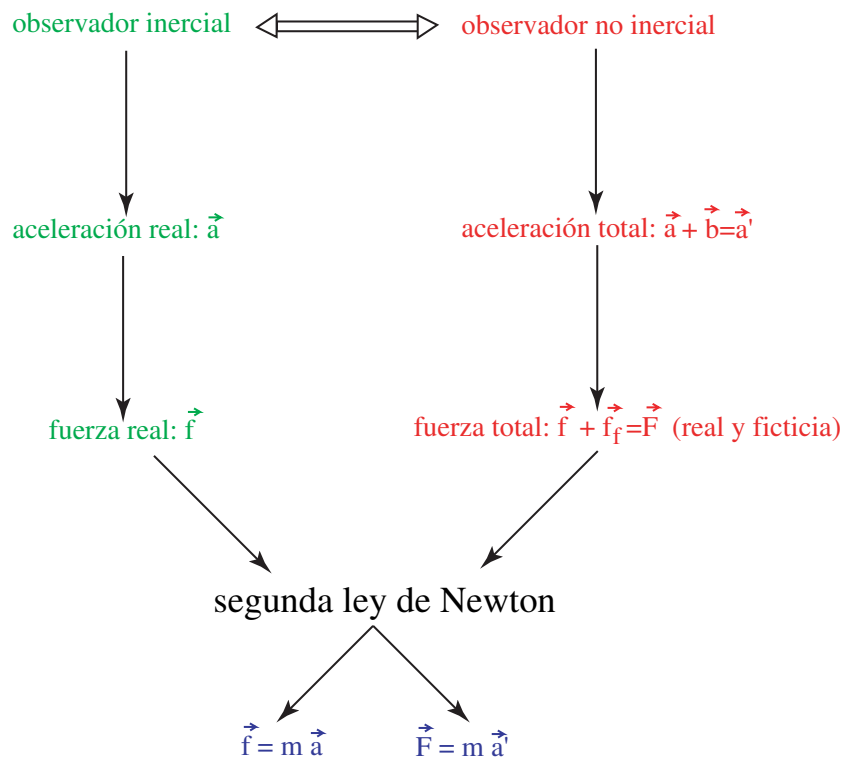 observador inercial
observador no inercial
aceleración real: a⃗
aceleración total: a⃗ + b⃗=a⃗'
fuerza real: f⃗
fuerza total: f⃗ + f⃗_f=F⃗ (real y ficticia)
segunda ley de Newton
f⃗ = m a⃗
F⃗ = m a⃗'